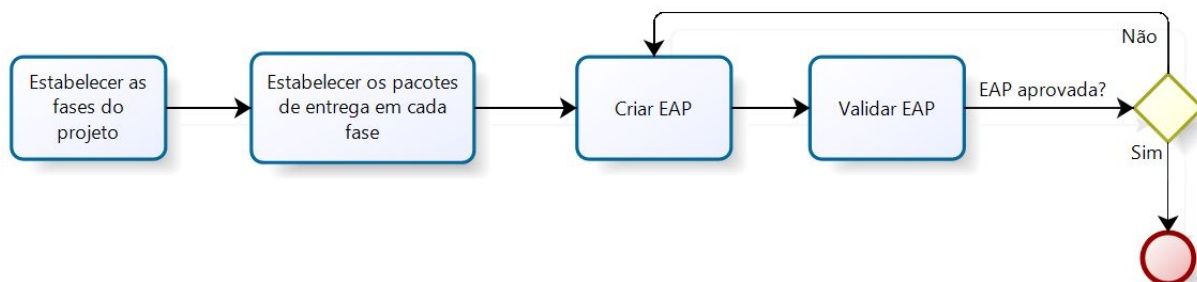 Não
Estabelecer as
fases do
projeto
Estabelecer os pacotes
de entrega em cada
fase
Criar EAP
Validar EAP
EAP aprovada?
Sim